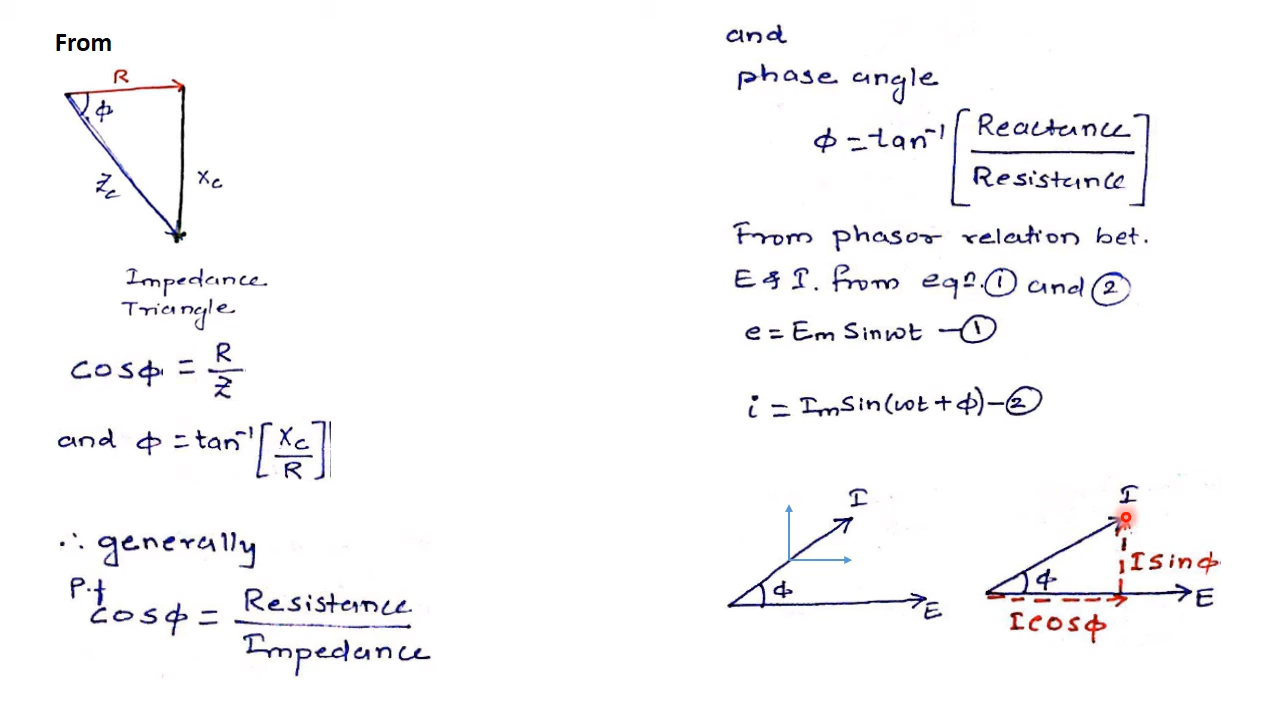 From
R
ϕ
Zc
Xc
Impedance
Triangle
cosϕ = R/Z
and ϕ = tan⁻¹[Xc/R]
∴ generally
P.f
cosϕ = Resistance/Impedance
and
phase angle
ϕ = tan⁻¹[Reactance/Resistance]
From phasor relation bet.
E & I. from eqn. ① and ②
e = Em Sinωt —①
i = Im Sin(ωt + ϕ) —②
I
ϕ
E
I
ϕ
I sinϕ
E
I cosϕ